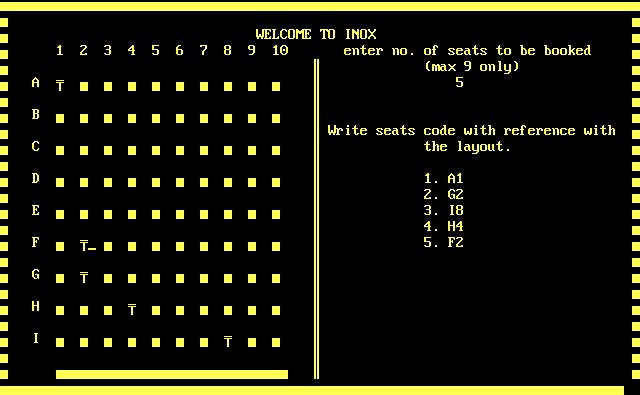 WELCOME TO INOX
1 2 3 4 5 6 7 8 9 10
A
B
C
D
E
F
G
H
I
enter no. of seats to be booked
(max 9 only)
5
Write seats code with reference with
the layout.
1. A1
2. G2
3. I8
4. H4
5. F2